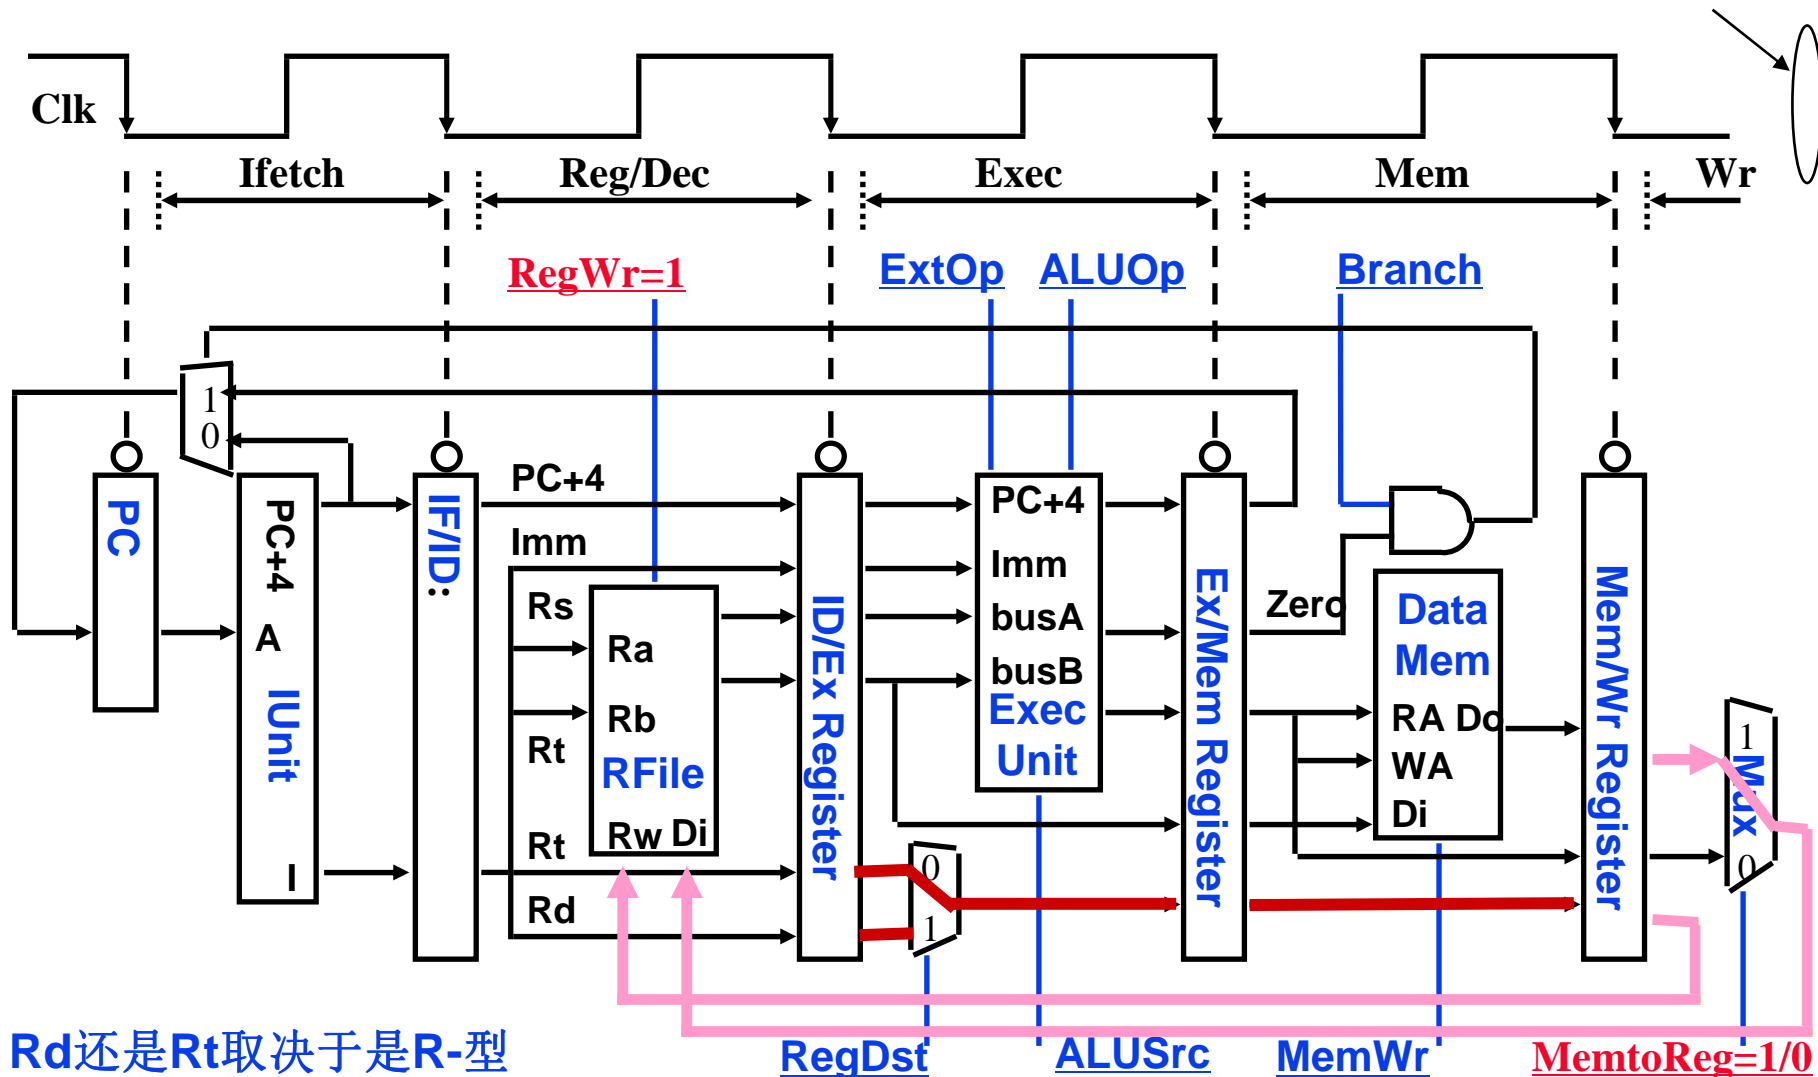 Clk
Ifetch
Reg/Dec
Exec
Mem
Wr
RegWr=1
ExtOp
ALUOp
Branch
1
0
PC
PC+4
A
IUnit
I
IF/ID:
PC+4
Imm
Rs
Ra
Rb
Rt
RFile
Rw Di
Rt
Rd
ID/Ex Register
0
1
PC+4
Imm
busA
busB
Exec
Unit
Ex/Mem Register
Zero
Data
Mem
RA Do
WA
Di
Mem/Wr Register
1
Mux
0
Rd还是Rt取决于是R-型
RegDst
ALUSrc
MemWr
MemtoReg=1/0